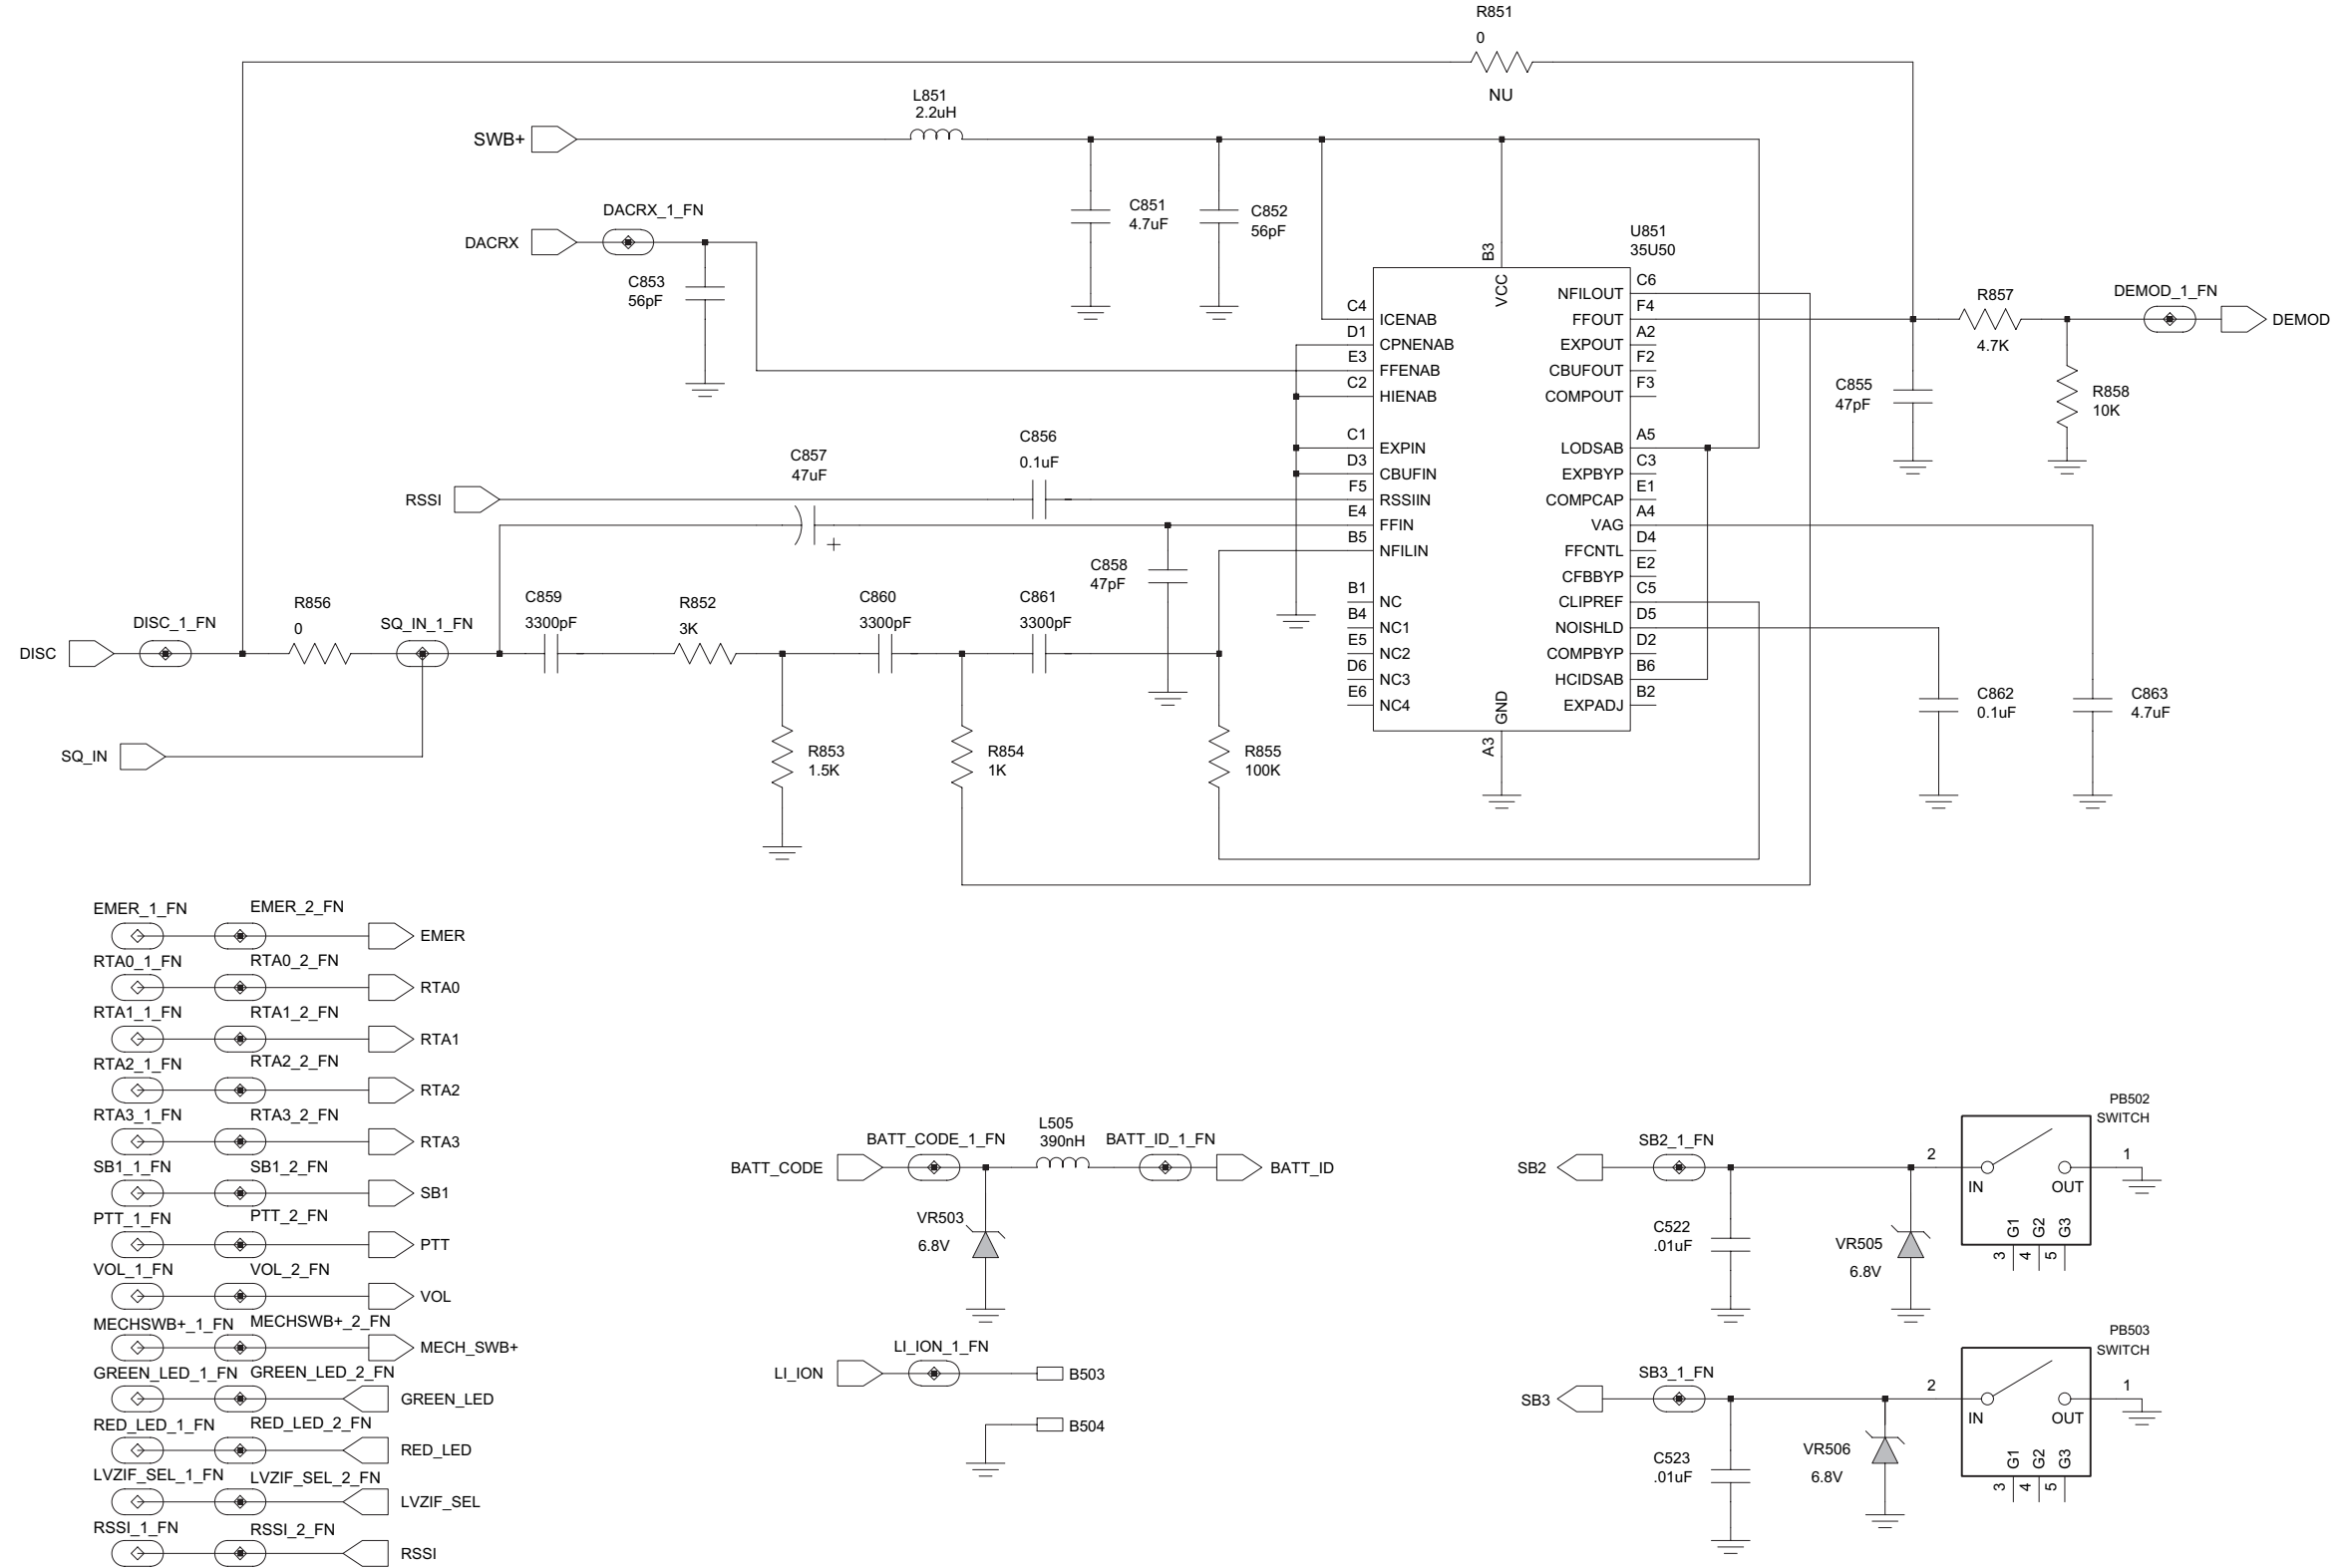 R851
0
NU
L851
2.2uH
SWB+
C851
4.7uF
C852
56pF
DACRX_1_FN
DACRX
C853
56pF
U851
35U50
B3
VCC
C4
ICENAB
D1
CPNENAB
E3
FFENAB
C2
HIENAB
C1
EXPIN
D3
CBUFIN
F5
RSSIIN
E4
FFIN
B5
NFILIN
B1
NC
B4
NC1
E5
NC2
D6
NC3
E6
NC4
C6
NFILOUT
F4
FFOUT
A2
EXPOUT
F2
CBUFOUT
F3
COMPOUT
A5
LODSAB
C3
EXPBYP
E1
COMPCAP
A4
VAG
D4
FFCNTL
E2
CFBBYP
C5
CLIPREF
D5
NOISHLD
D2
COMPBYP
B6
HCIDSAB
B2
EXPADJ
GND
A3
R857
4.7K
DEMOD_1_FN
DEMOD
C855
47pF
R858
10K
C856
0.1uF
C857
47uF
+
RSSI
C858
47pF
DISC_1_FN
DISC
R856
0
SQ_IN_1_FN
C859
3300pF
R852
3K
C860
3300pF
C861
3300pF
SQ_IN
R853
1.5K
R854
1K
R855
100K
C862
0.1uF
C863
4.7uF
EMER_1_FN EMER_2_FN
EMER
RTA0_1_FN RTA0_2_FN
RTA0
RTA1_1_FN RTA1_2_FN
RTA1
RTA2_1_FN RTA2_2_FN
RTA2
RTA3_1_FN RTA3_2_FN
RTA3
SB1_1_FN SB1_2_FN
SB1
PTT_1_FN PTT_2_FN
PTT
VOL_1_FN VOL_2_FN
VOL
MECHSWB+_1_FN MECHSWB+_2_FN
MECH_SWB+
GREEN_LED_1_FN GREEN_LED_2_FN
GREEN_LED
RED_LED_1_FN RED_LED_2_FN
RED_LED
LVZIF_SEL_1_FN LVZIF_SEL_2_FN
LVZIF_SEL
RSSI_1_FN RSSI_2_FN
RSSI
BATT_CODE_1_FN
BATT_CODE
L505
390nH
BATT_ID_1_FN
BATT_ID
VR503
6.8V
LI_ION_1_FN
LI_ION
B503
B504
PB502
SWITCH
SB2_1_FN
SB2
2
1
IN
OUT
C522
.01uF
VR505
6.8V
G1 G2 G3
3 4 5
PB503
SWITCH
SB3_1_FN
SB3
2
1
IN
OUT
C523
.01uF
VR506
6.8V
G1 G2 G3
3 4 5